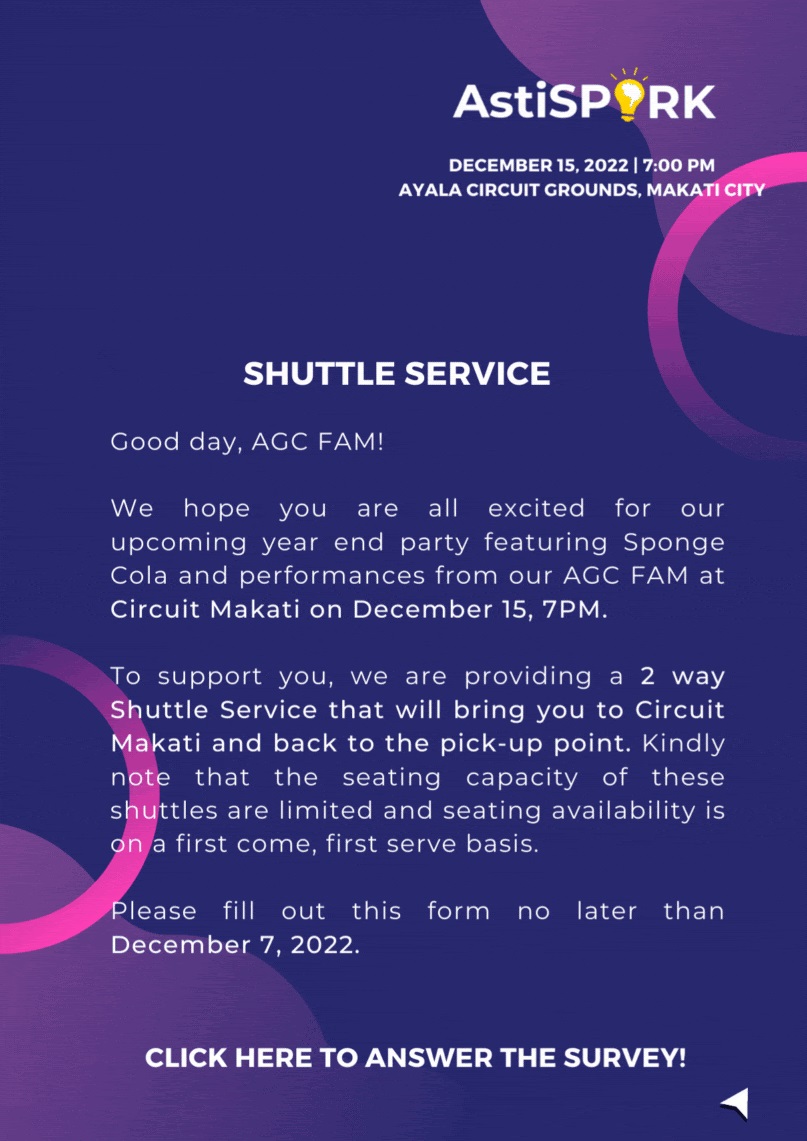 AstiSPARK
DECEMBER 15, 2022 | 7:00 PM
AYALA CIRCUIT GROUNDS, MAKATI CITY
SHUTTLE SERVICE
Good day, AGC FAM!
We hope you are all excited for our
upcoming year end party featuring Sponge
Cola and performances from our AGC FAM at
Circuit Makati on December 15, 7PM.
To support you, we are providing a 2 way
Shuttle Service that will bring you to Circuit
Makati and back to the pick-up point. Kindly
note that the seating capacity of these
shuttles are limited and seating availability is
on a first come, first serve basis.
Please fill out this form no later than
December 7, 2022.
CLICK HERE TO ANSWER THE SURVEY!